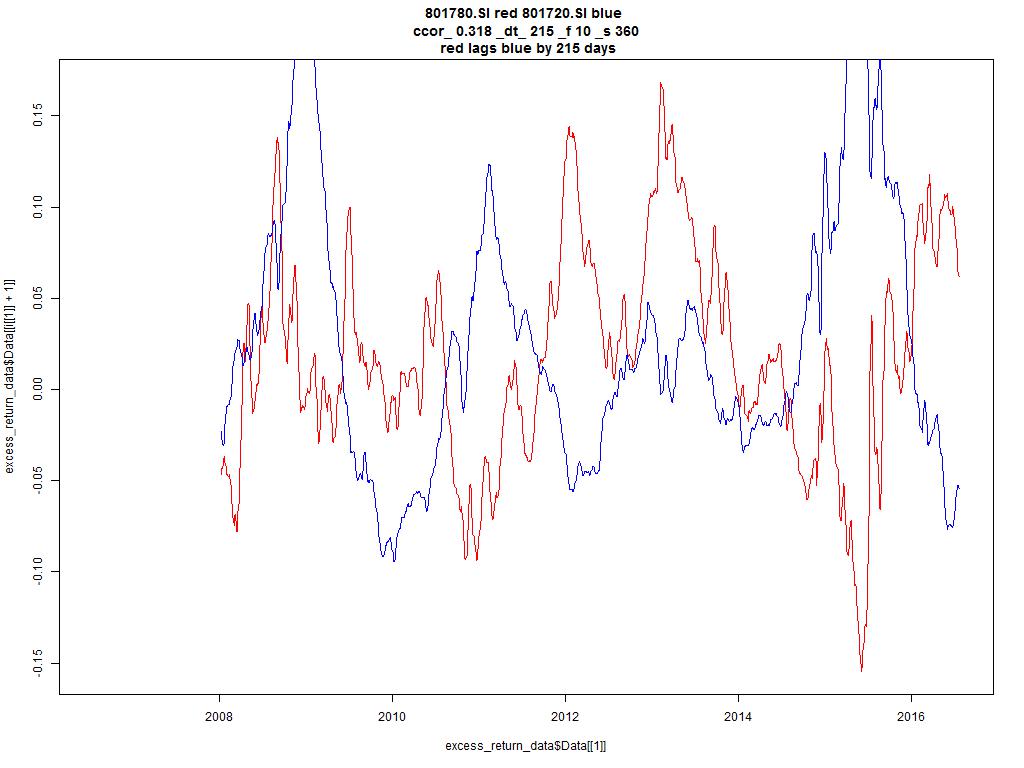 801780.SI red 801720.SI blue
ccor_ 0.318 _dt_ 215 _f 10 _s 360
red lags blue by 215 days
0.15
0.10
0.05
0.00
-0.05
-0.10
-0.15
excess_return_data$Data[[i[[1]] + 1]]
2008 2010 2012 2014 2016
excess_return_data$Data[[1]]